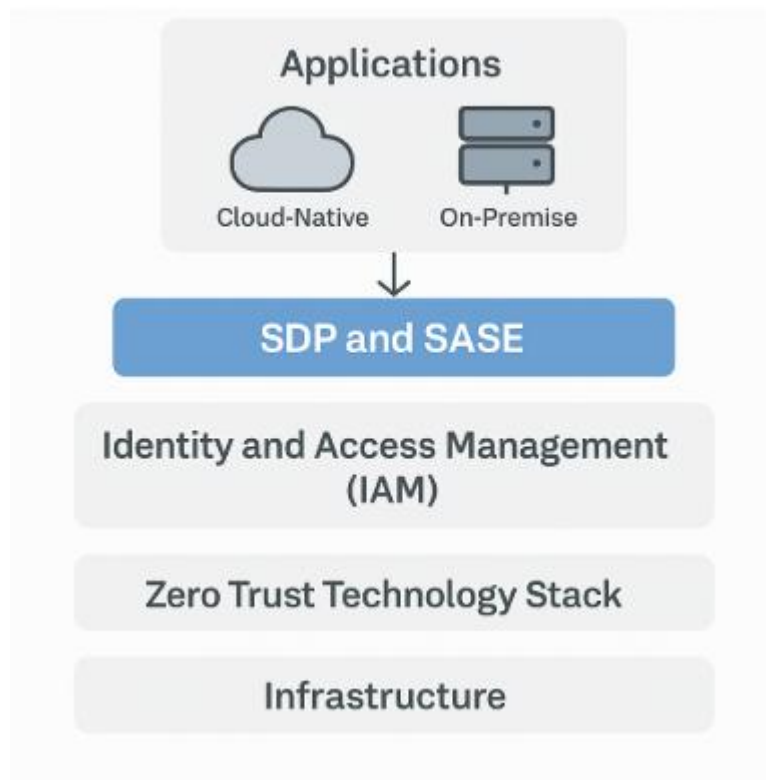 Applications
Cloud-Native
On-Premise
SDP and SASE
Identity and Access Management
(IAM)
Zero Trust Technology Stack
Infrastructure